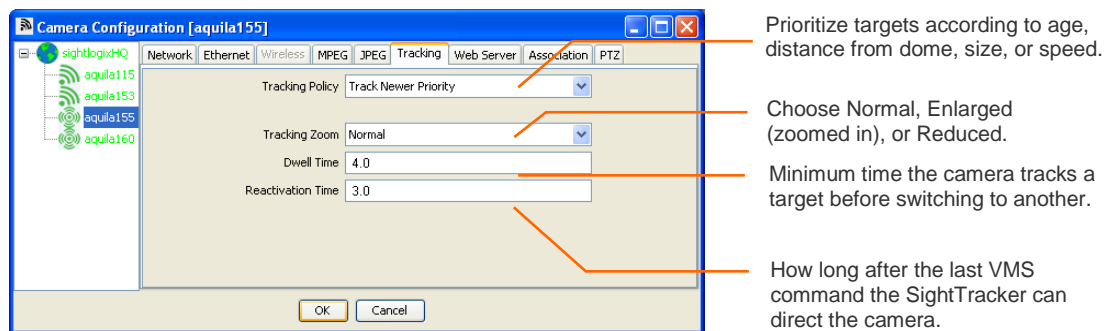 Camera Configuration [aquila155]
sightlogixHQ
aquila115
aquila153
aquila155
aquila160
Network Ethernet Wireless MPEG JPEG Tracking Web Server Association PTZ
Tracking Policy Track Newer Priority
Tracking Zoom Normal
Dwell Time 4.0
Reactivation Time 3.0
OK Cancel
Prioritize targets according to age,
distance from dome, size, or speed.
Choose Normal, Enlarged
(zoomed in), or Reduced.
Minimum time the camera tracks a
target before switching to another.
How long after the last VMS
command the SightTracker can
direct the camera.